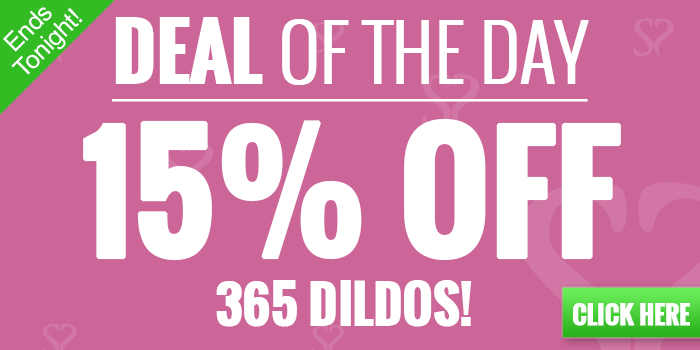 Ends
Tonight!
DEAL OF THE DAY
15% OFF
365 DILDOS!
CLICK HERE